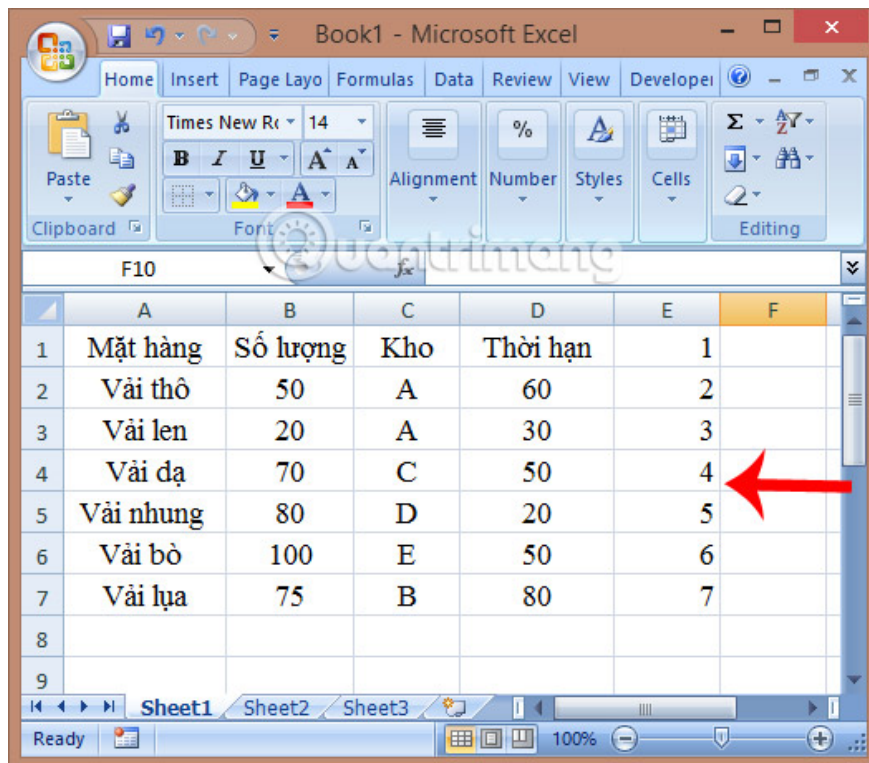 Book1 - Microsoft Excel
Home Insert Page Layo Formulas Data Review View Developer
Times New Ro 14
Paste
B I U A A
Alignment Number Styles Cells
Clipboard Font Editing
Quantrimang
F10 fx
A B C D E F
1 Mặt hàng Số lượng Kho Thời hạn 1
2 Vải thô 50 A 60 2
3 Vải len 20 A 30 3
4 Vải dạ 70 C 50 4
5 Vải nhung 80 D 20 5
6 Vải bò 100 E 50 6
7 Vải lụa 75 B 80 7
8
9
Sheet1 Sheet2 Sheet3
Ready 100%